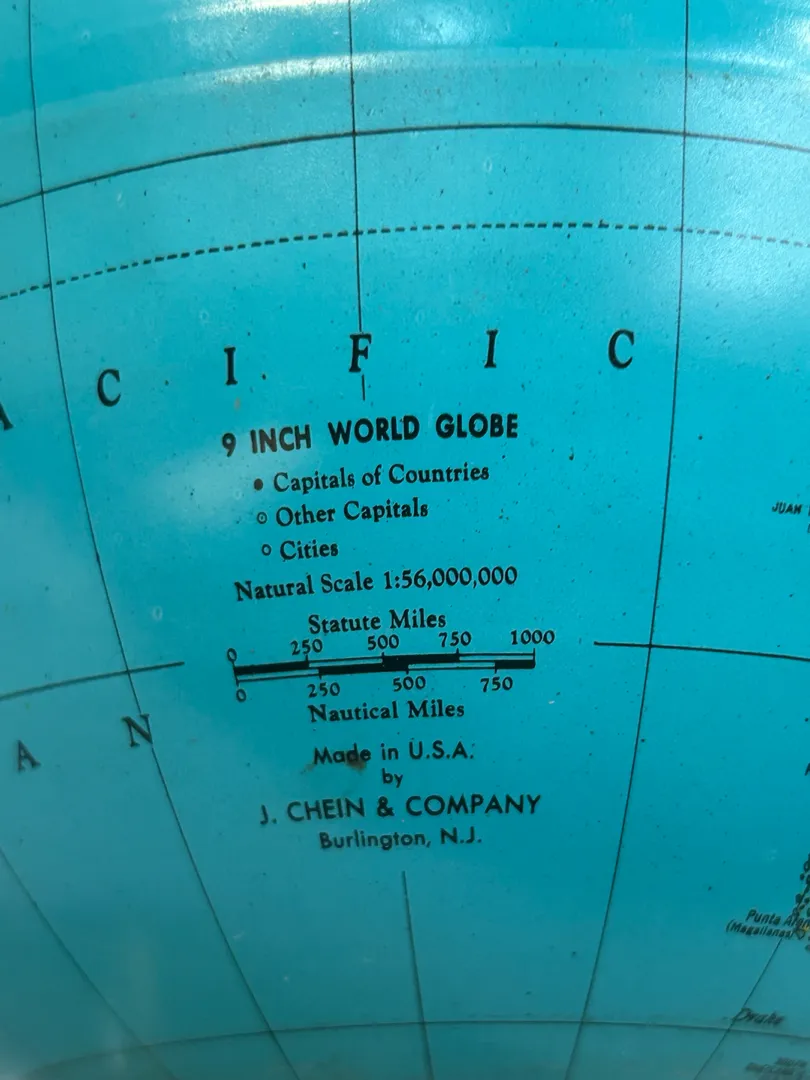 A C I F I C
9 INCH WORLD GLOBE
Capitals of Countries
Other Capitals
Cities
Natural Scale 1:56,000,000
Statute Miles
0 250 500 750 1000
0 250 500 750
Nautical Miles
A N
Made in U.S.A.
by
J. CHEIN & COMPANY
Burlington, N.J.
JUAN
Punta
(Magallanes)
Drake